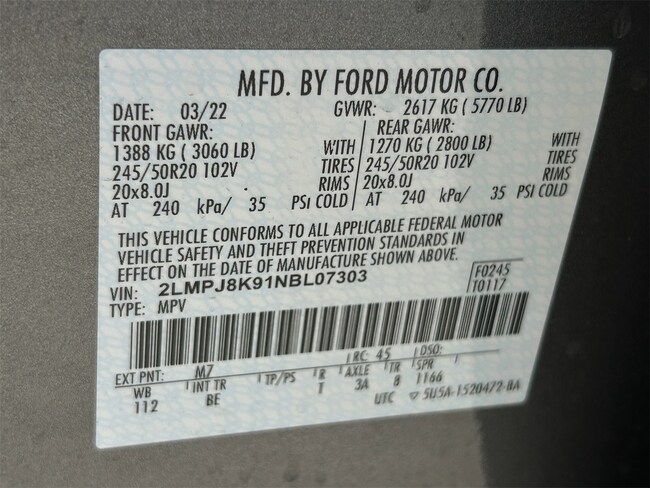 MFD. BY FORD MOTOR CO.
DATE: 03/22 GVWR: 2617 KG ( 5770 LB)
FRONT GAWR: REAR GAWR:
1388 KG ( 3060 LB) WITH 1270 KG ( 2800 LB) WITH
245/50R20 102V TIRES 245/50R20 102V TIRES
20x8.0J RIMS 20x8.0J RIMS
AT 240 kPa/ 35 PSI COLD AT 240 kPa/ 35 PSI COLD
THIS VEHICLE CONFORMS TO ALL APPLICABLE FEDERAL MOTOR
VEHICLE SAFETY AND THEFT PREVENTION STANDARDS IN
EFFECT ON THE DATE OF MANUFACTURE SHOWN ABOVE.
VIN: 2LMPJ8K91NBL07303 F0245
TYPE: MPV T0117
EXT PNT: M7 RC: 45 DSO:
WB INT TR TP/PS R AXLE TR SPR
112 BE 1 3A 8 1166
UTC ▽ 5U5A-1520472-BA